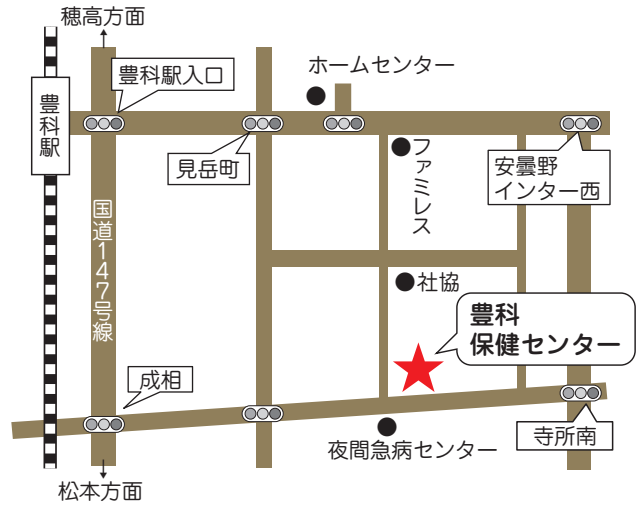 穂高方面
豊科駅入口
ホームセンター
豊科駅
見岳町
ファミレス
安曇野
インター西
国道147号線
社協
豊科
保健センター
成相
寺所南
夜間急病センター
松本方面